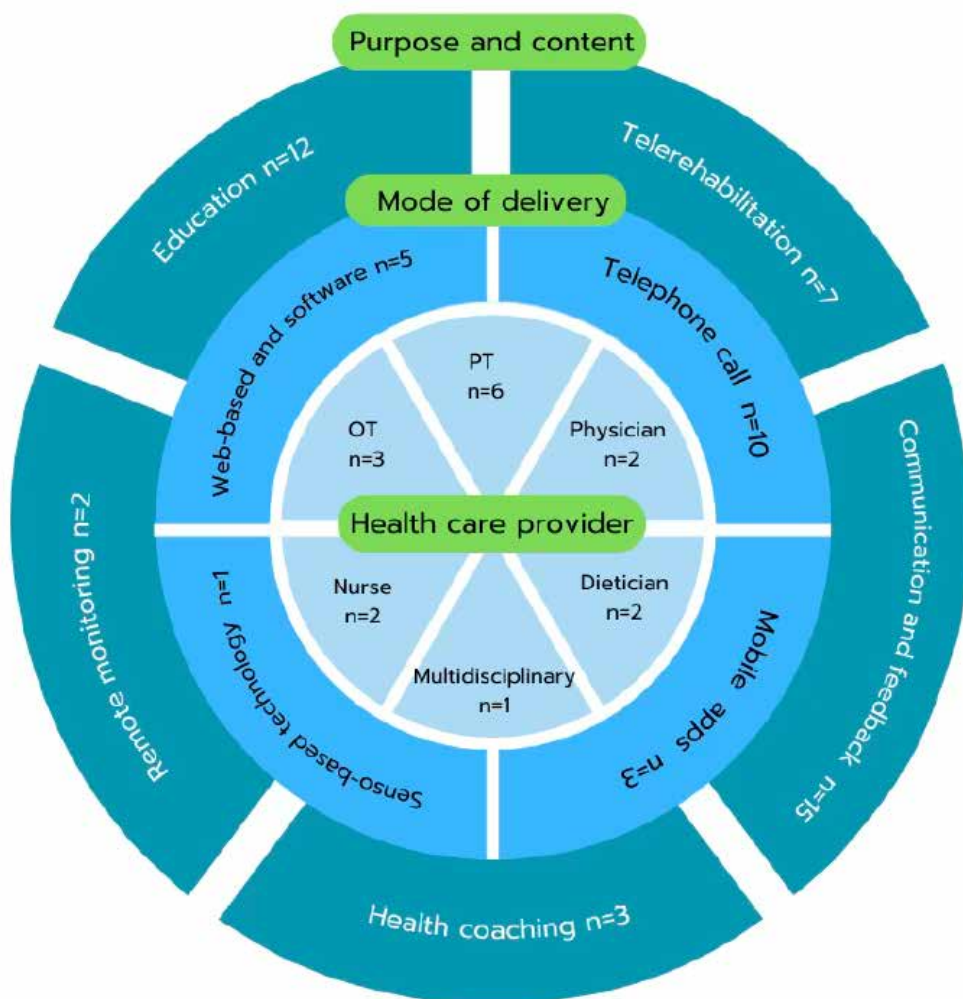 Purpose and content
Education n=12
Telerehabilitation n=7
Mode of delivery
Web-based and software n=5
Telephone call n=10
PT
n=6
OT
n=3
Physician
n=2
Health care provider
Nurse
n=2
Dietician
n=2
Multidisciplinary
n=1
Senso-based technology n=1
Mobile apps n=3
Remote monitoring n=2
Communication and feedback n=15
Health coaching n=3